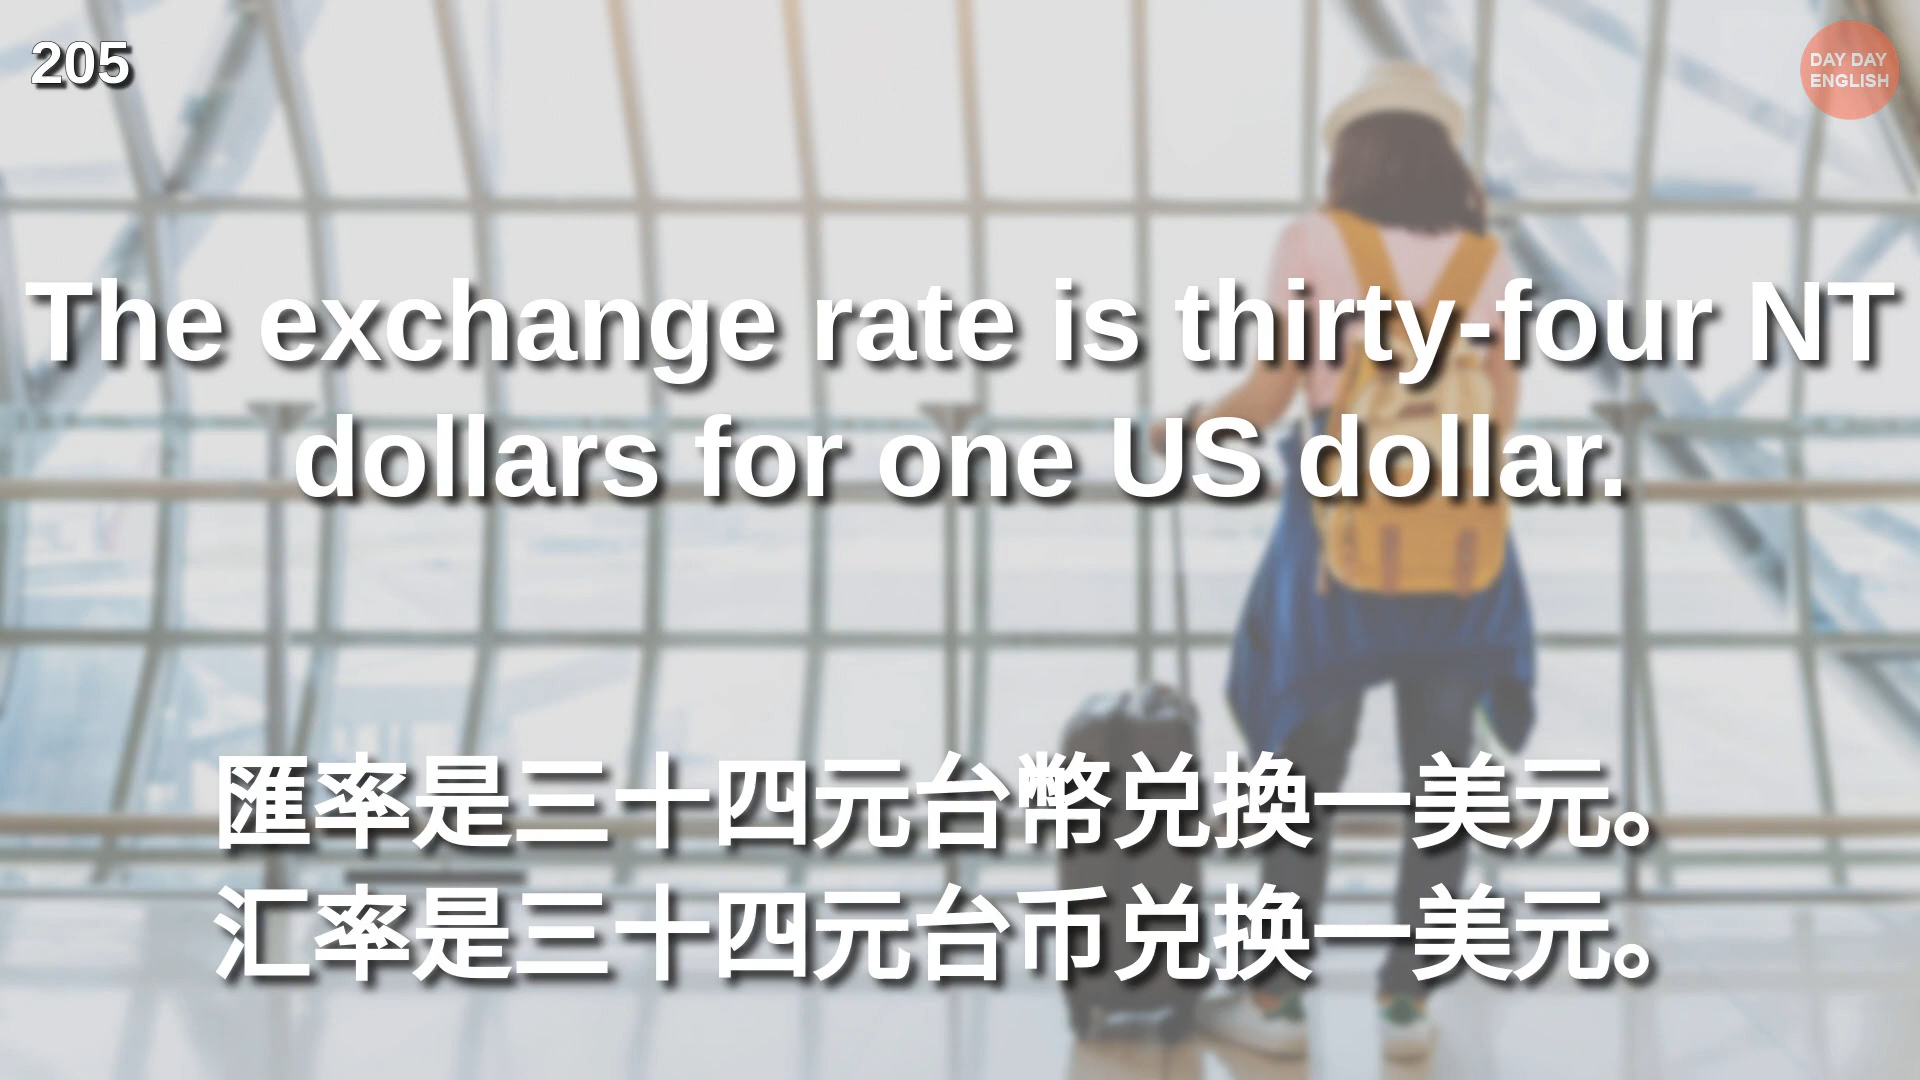 205
DAY DAY
ENGLISH
The exchange rate is thirty-four NT
dollars for one US dollar.
匯率是三十四元台幣兑換一美元。
汇率是三十四元台币兑换一美元。